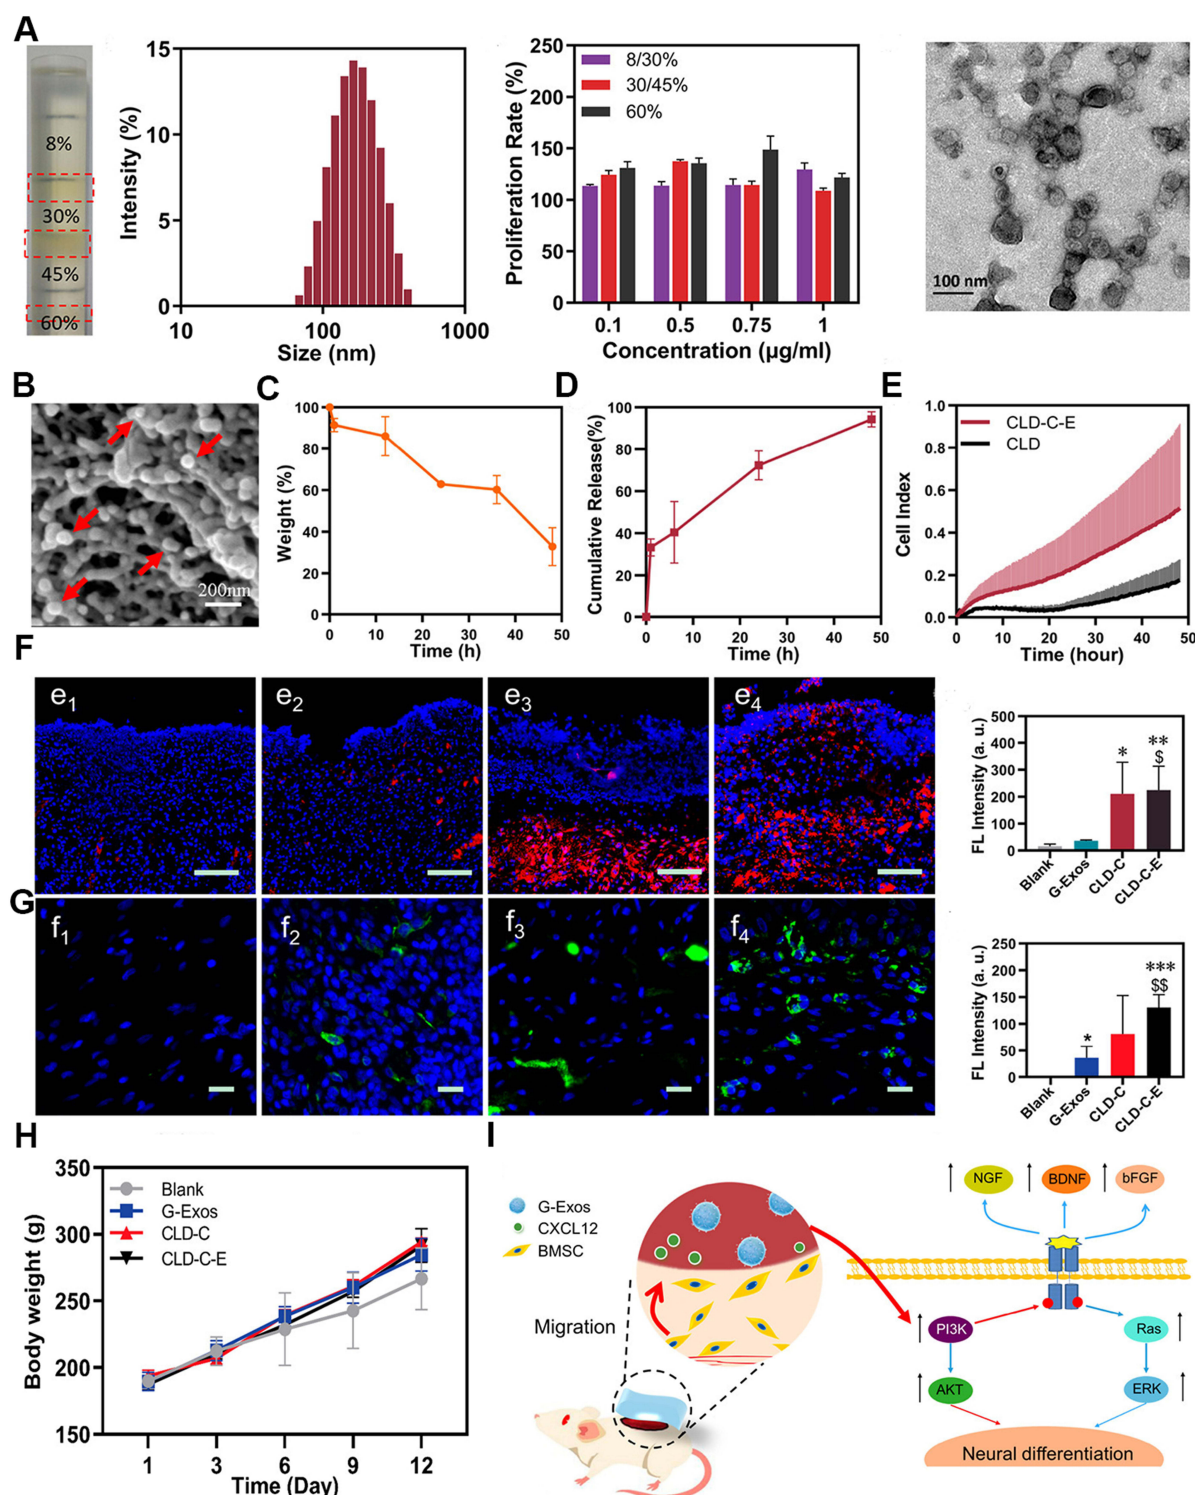 A
8%
30%
45%
60%
15
10
5
0
Intensity (%)
10
100
1000
Size (nm)
250
200
150
100
50
0
Proliferation Rate (%)
8/30%
30/45%
60%
0.1
0.5
0.75
1
Concentration (µg/ml)
100 nm
B
200nm
C
100
80
60
40
20
0
Weight (%)
0
10
20
30
40
50
Time (h)
D
100
80
60
40
20
0
Cumulative Release(%)
0
10
20
30
40
50
Time (h)
E
1.0
0.8
0.6
0.4
0.2
0.0
Cell Index
CLD-C-E
CLD
0
10
20
30
40
50
Time (hour)
F
e1
e2
e3
e4
500
400
300
200
100
0
FL Intensity (a. u.)
*
**
$
Blank
G-Exos
CLD-C
CLD-C-E
G
f1
f2
f3
f4
250
200
150
100
50
0
FL Intensity (a. u.)
*
***
$$
Blank
G-Exos
CLD-C
CLD-C-E
H
350
300
250
200
150
Body weight (g)
Blank
G-Exos
CLD-C
CLD-C-E
1
3
6
9
12
Time (Day)
I
G-Exos
CXCL12
BMSC
Migration
NGF
BDNF
bFGF
PI3K
Ras
AKT
ERK
Neural differentiation